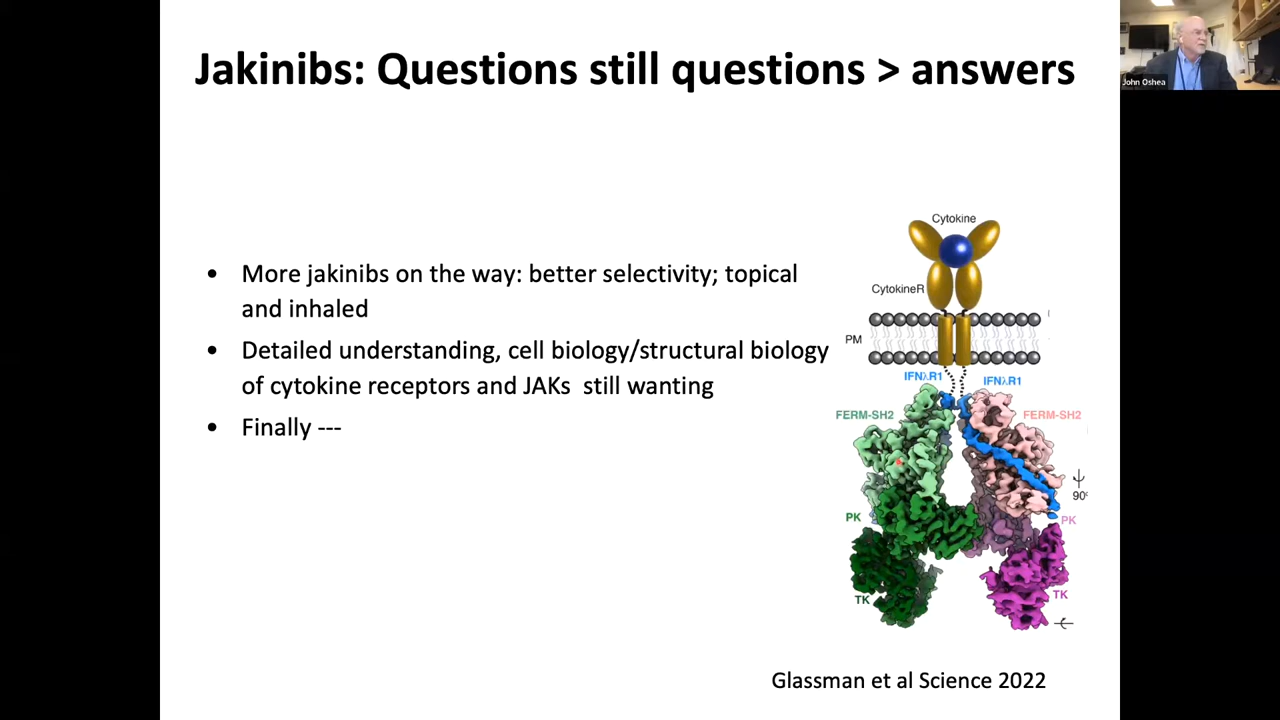 Jakinibs: Questions still questions > answers
John Oshea
• More jakinibs on the way: better selectivity; topical
and inhaled
• Detailed understanding, cell biology/structural biology
of cytokine receptors and JAKs still wanting
• Finally ---
Cytokine
CytokineR
PM
IFNλR1
IFNλR1
FERM-SH2
FERM-SH2
90°
PK
PK
TK
TK
Glassman et al Science 2022